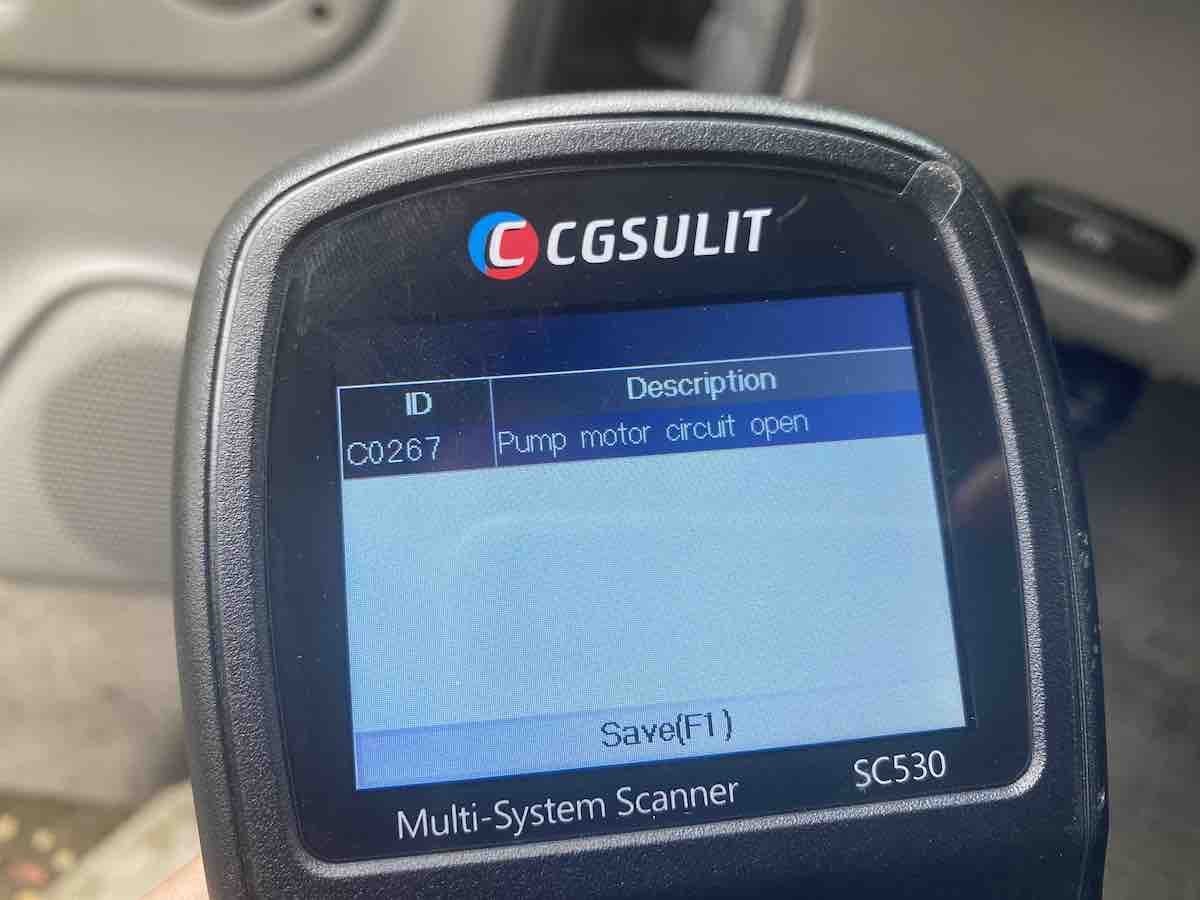 C CGSULIT
ID Description
C0267 Pump motor circuit open
Save(F1)
Multi-System Scanner SC530